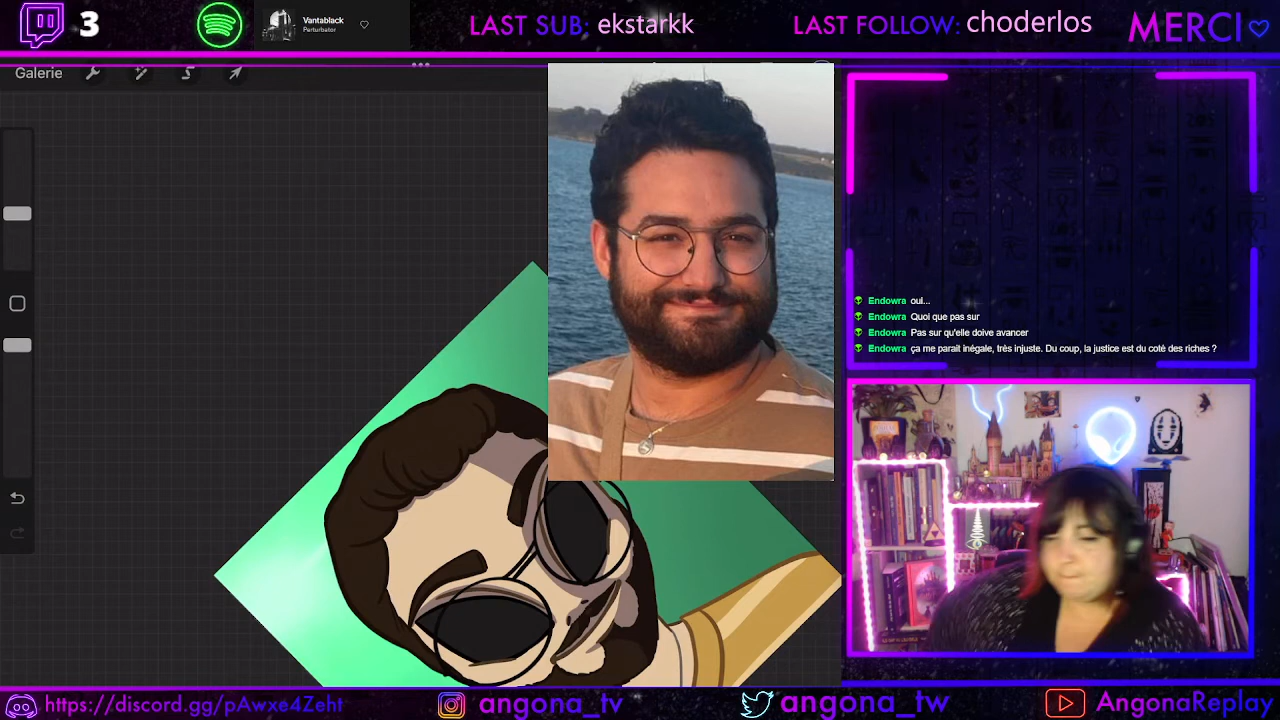 3
Vantablack
Perturbator
LAST SUB: ekstarkk
LAST FOLLOW: choderlos
MERCI
Galerie
Endowra oui...
Endowra Quoi que pas sur
Endowra Pas sur qu'elle doive avancer
Endowra ça me parait inégale, très injuste. Du coup, la justice est du coté des riches ?
https://discord.gg/pAwxe4Zeht
angona_tv
angona_tw
AngonaReplay